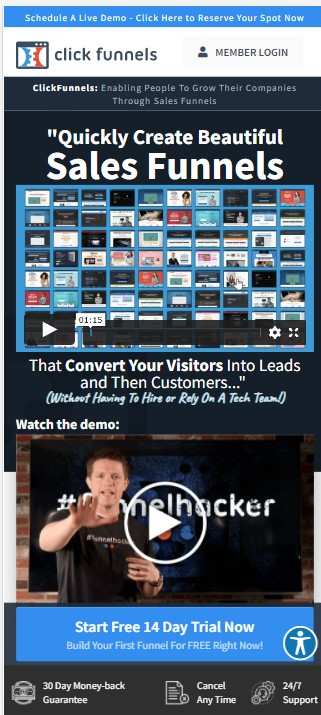 Schedule A Live Demo - Click Here to Reserve Your Spot Now
click funnels
MEMBER LOGIN
ClickFunnels: Enabling People To Grow Their Companies
Through Sales Funnels
"Quickly Create Beautiful
Sales Funnels
01:15
That Convert Your Visitors Into Leads
and Then Customers..."
(Without Having To Hire or Rely On A Tech Team!)
Watch the demo:
#funnelhacker
#funnelhacker
Start Free 14 Day Trial Now
Build Your First Funnel For FREE Right Now!
30 Day Money-back
Guarantee
Cancel
Any Time
24/7
Support